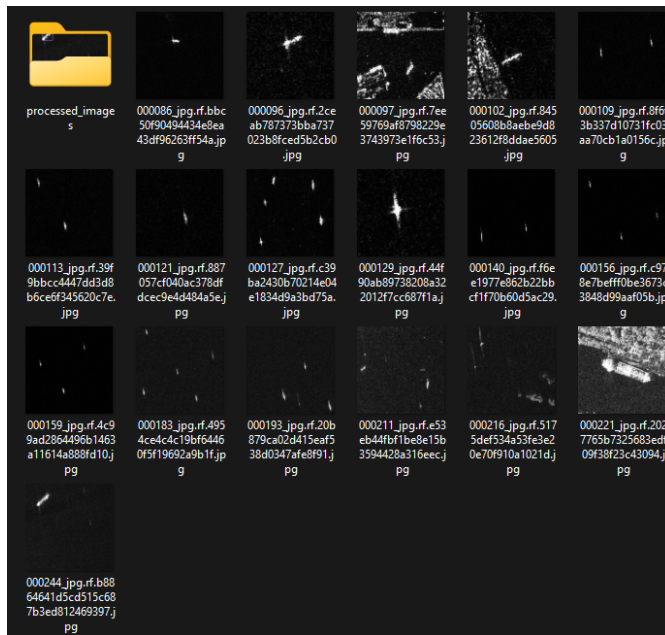 processed_image
s
000086_jpg.rf.bbc
50f90494434e8ea
43df96263ff54a.jp
g
000096_jpg.rf.2ce
ab787373bba737
023b8fced5b2cb0
.jpg
000097_jpg.rf.7ee
59769af8798229e
3743973e1f6c53.j
pg
000102_jpg.rf.845
05608b8aebe9d8
23612f8ddae5605
.jpg
000109_jpg.rf.8f6
3b337d10731fc03
aa70cb1a0156c.jp
g
000113_jpg.rf.39f
9bbcc4447dd3d8
b6ce6f345620c7e.
jpg
000121_jpg.rf.887
057cf040ac378df
dcec9e4d484a5e.j
pg
000127_jpg.rf.c39
ba2430b70214e04
e1834d9a3bd75a.
jpg
000129_jpg.rf.44f
90ab89738208a32
2012f7cc687f1a.j
pg
000140_jpg.rf.f6e
e1977e862b22bb
cf1f70b60d5ac29.
jpg
000156_jpg.rf.c97
8e7befff0be3673c
3848d99aaf05b.jp
g
000159_jpg.rf.4c9
9ad2864496b1463
a11614a888fd10.j
pg
000183_jpg.rf.495
4ce4c4c19bf6446
0f5f19692a9b1f.jp
g
000193_jpg.rf.20b
879ca02d415eaf5
38d0347afe8f91.j
pg
000211_jpg.rf.e53
eb44fbf1be8e15b
3594428a316eec.j
pg
000216_jpg.rf.517
5def534a53fe3e2
0e70f910a1021d.j
pg
000221_jpg.rf.202
7765b7325683edf
09f38f23c43094.j
pg
000244_jpg.rf.b88
64641d5cd515c68
7b3ed812469397.j
pg